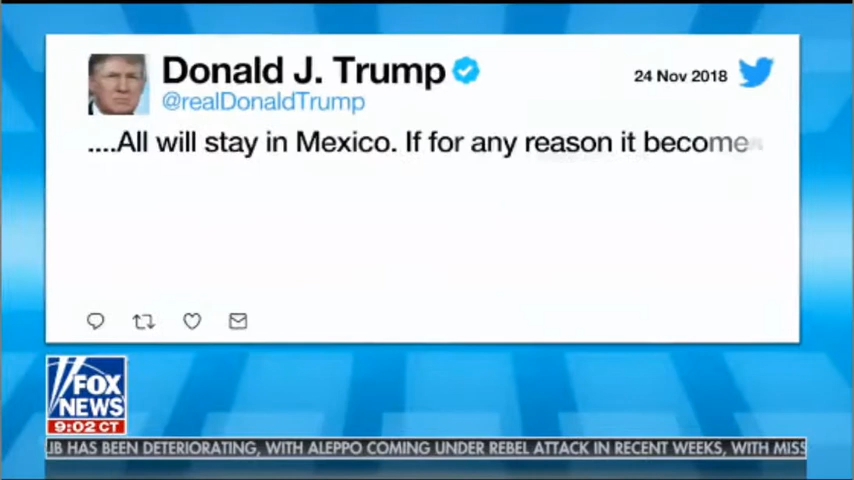 Donald J. Trump
@realDonaldTrump
24 Nov 2018
....All will stay in Mexico. If for any reason it become
FOX
NEWS
9:02 CT
HAS BEEN DETERIORATING, WITH ALEPPO COMING UNDER REBEL ATTACK IN RECENT WEEKS, WITH MISS